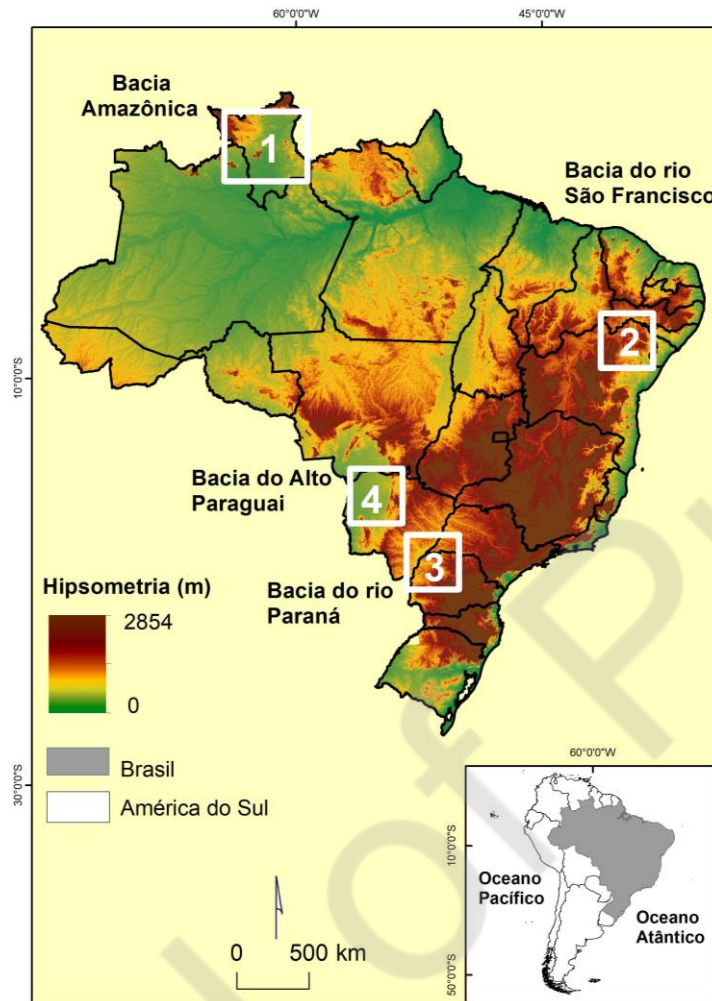 60°0'0"W
45°0'0"W
Bacia
Amazônica
1
Bacia do rio
São Francisco
2
10°0'0"S
Bacia do Alto
Paraguai
4
3
Bacia do rio
Paraná
Hipsometria (m)
2854
0
Brasil
América do Sul
30°0'0"S
0
500 km
60°0'0"W
10°0'0"S
Oceano
Pacífico
Oceano
Atântico
50°0'0"S